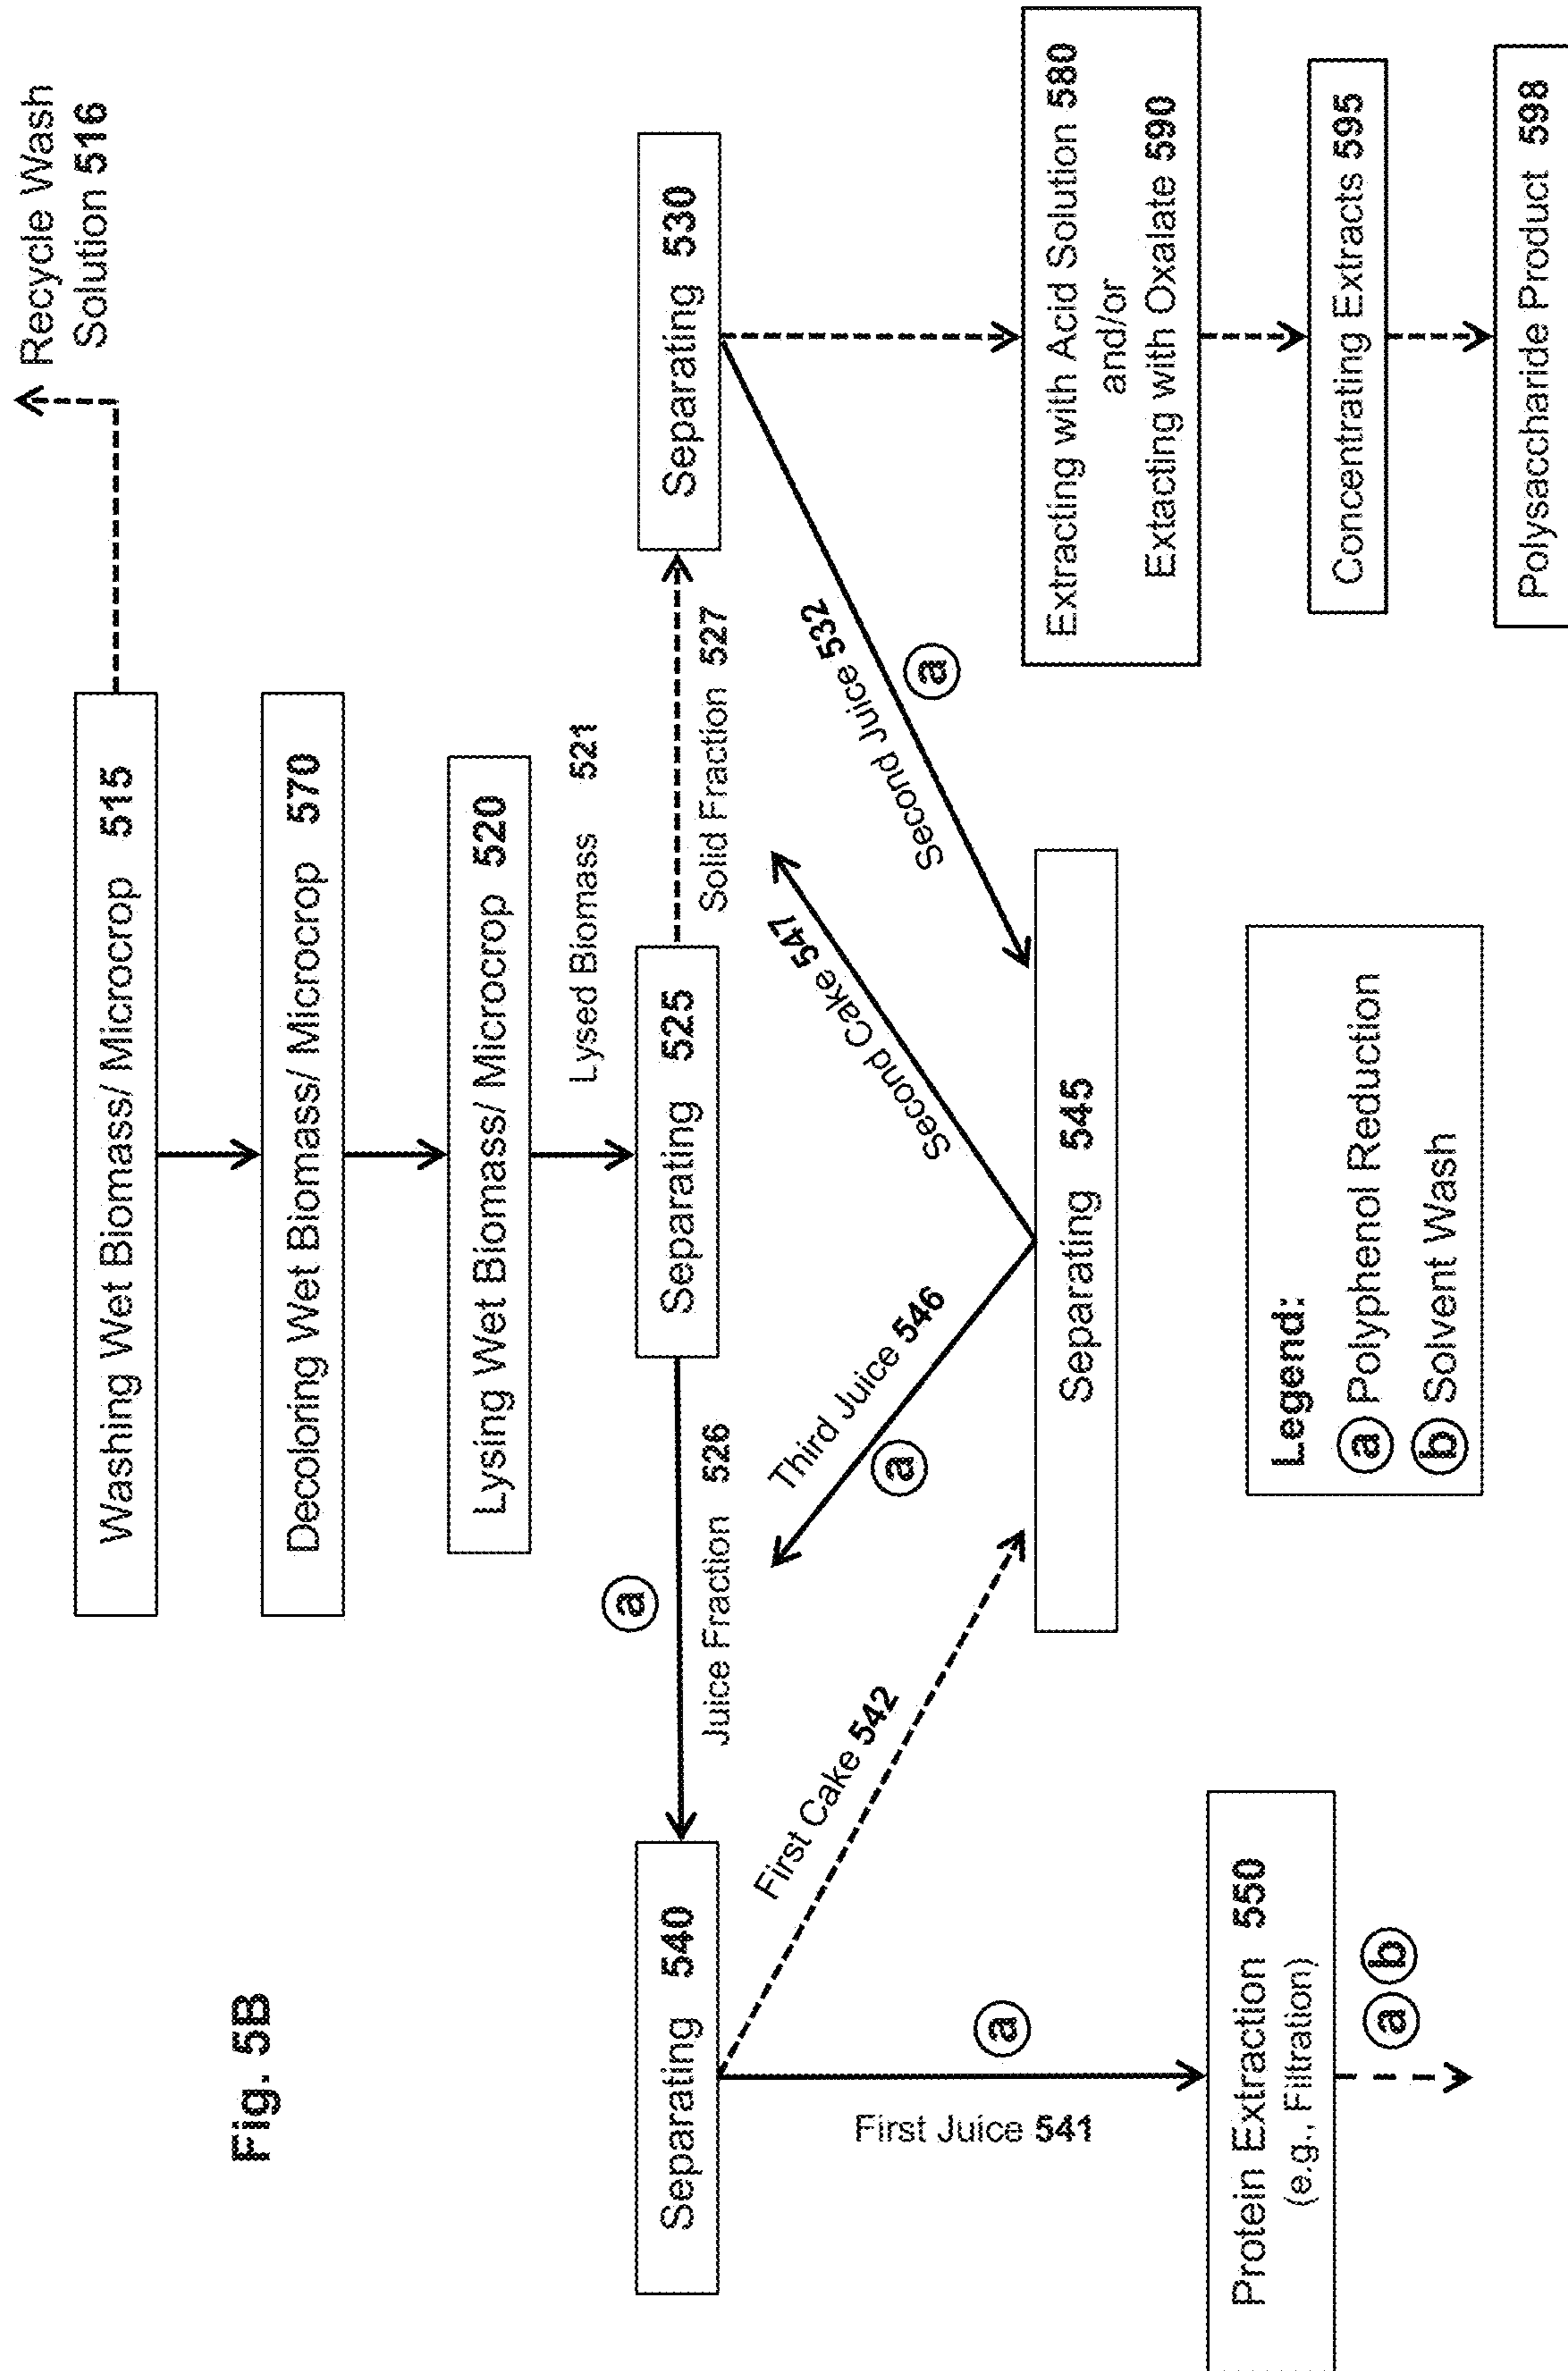 Fig. 5B
Washing Wet Biomass/ Microcrop 515
Recycle Wash
Solution 516
Decoloring Wet Biomass/ Microcrop 570
Lysing Wet Biomass/ Microcrop 520
Lysed Biomass 521
Separating 540
a
Juice Fraction 526
Separating 525
Solid Fraction 527
Separating 530
First Cake 542
Third Juice 546
a
Second Cake 547
Second Juice 532
a
First Juice 541
a
Separating 545
Extracting with Acid Solution 580
and/or
Extacting with Oxalate 590
Protein Extraction 550
(e.g., Filtration)
a b
Legend:
a Polyphenol Reduction
b Solvent Wash
Concentrating Extracts 595
Polysaccharide Product 598